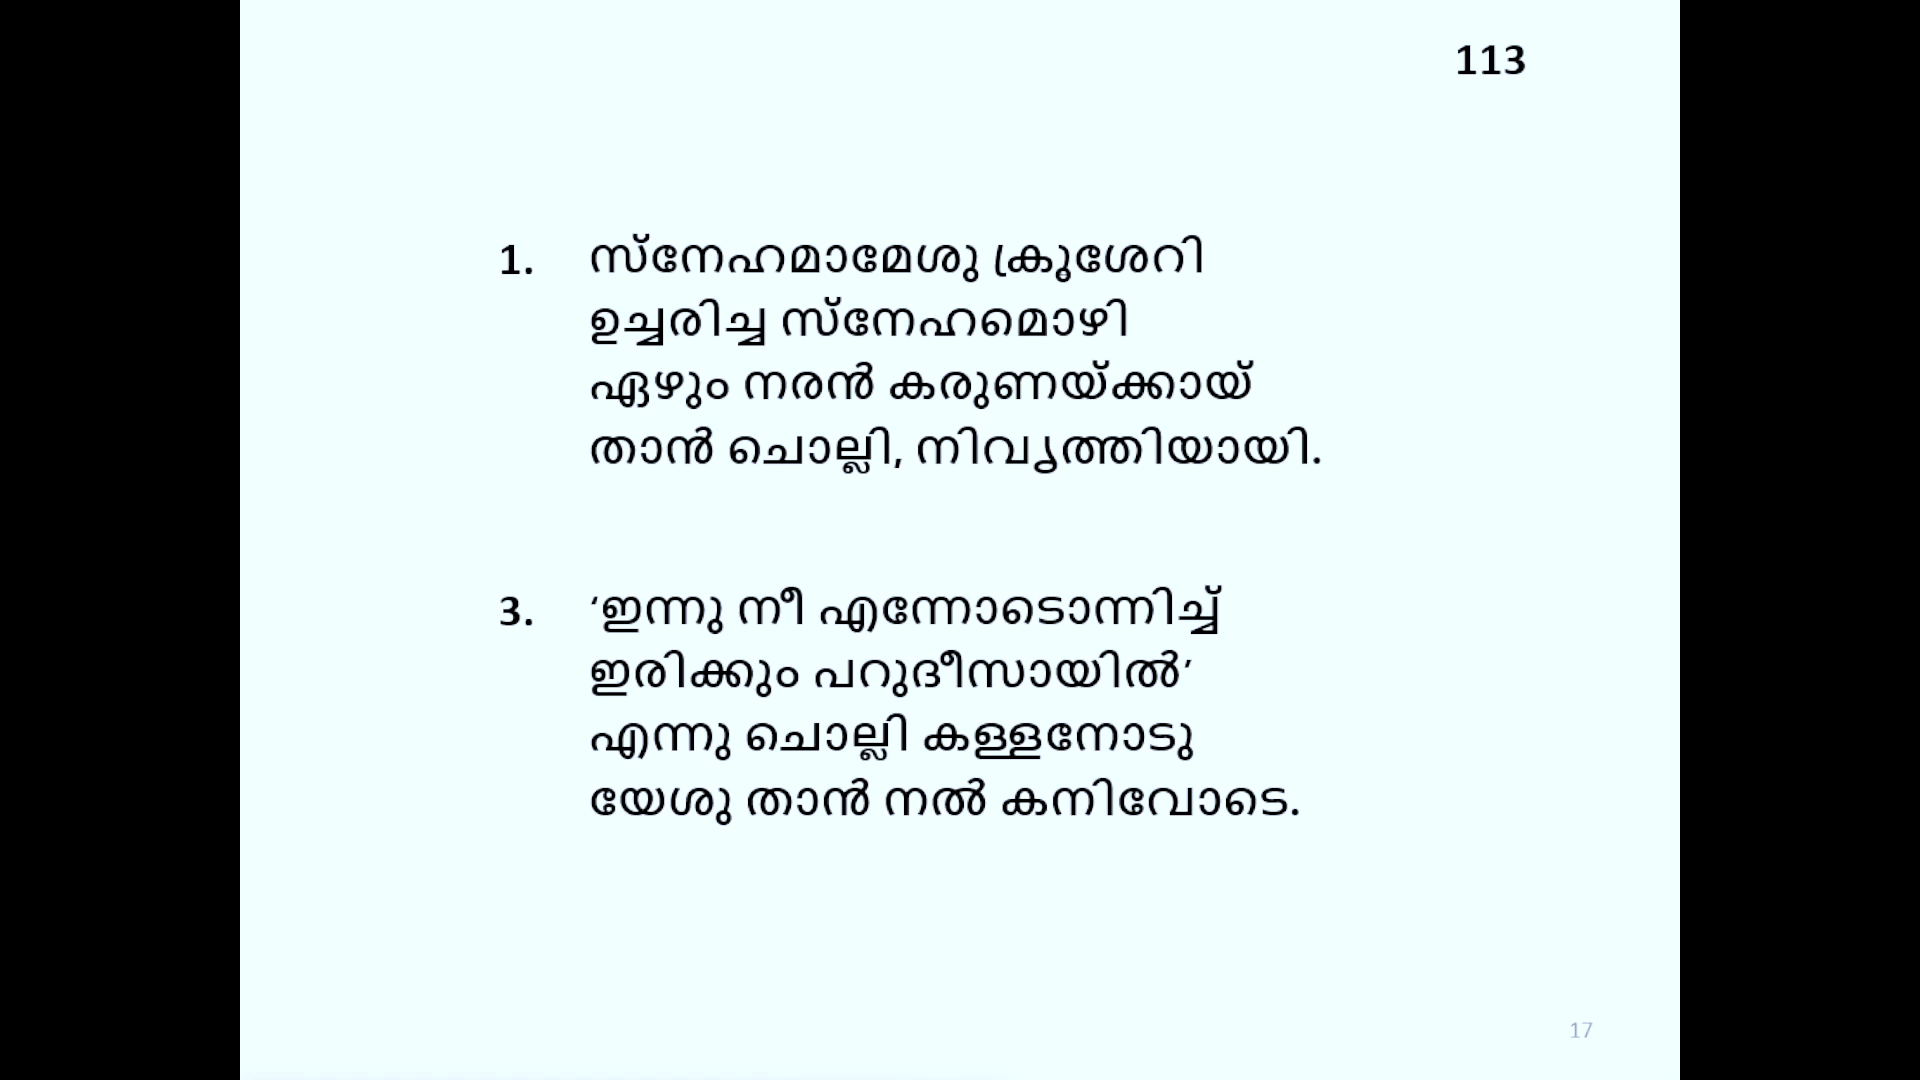 113
1. സ്നേഹമാമേശു ക്രൂശേറി
ഉച്ചരിച്ച സ്നേഹമൊഴി
ഏഴും നരൻ കരുണയ്ക്കായ്
താൻ ചൊല്ലി, നിവൃത്തിയായി.
3. ‘ഇന്നു നീ എന്നോടൊന്നിച്ച്
ഇരിക്കും പറുദീസായിൽ’
എന്നു ചൊല്ലി കള്ളനോടു
യേശു താൻ നൽ കനിവോടെ.
17